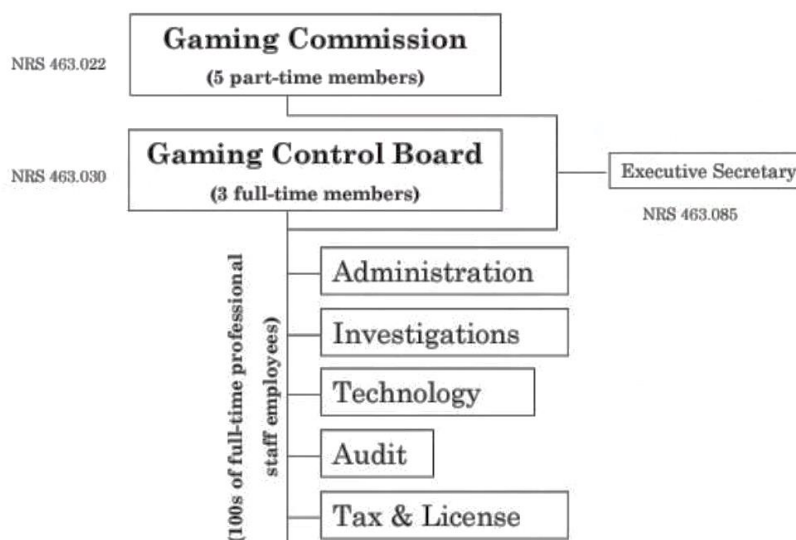 Gaming Commission
(5 part-time members)
NRS 463.022
Gaming Control Board
(3 full-time members)
NRS 463.030
Executive Secretary
NRS 463.085
(100s of full-time professional
staff employees)
Administration
Investigations
Technology
Audit
Tax & License